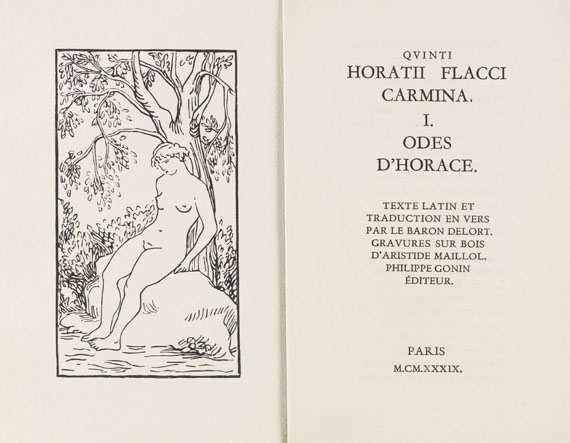 QVINTI
HORATII FLACCI
CARMINA.
I.
ODES
D'HORACE.
TEXTE LATIN ET
TRADUCTION EN VERS
PAR LE BARON DELORT.
GRAVURES SUR BOIS
D'ARISTIDE MAILLOL.
PHILIPPE GONIN
ÉDITEUR.
PARIS
M.CM.XXXIX.